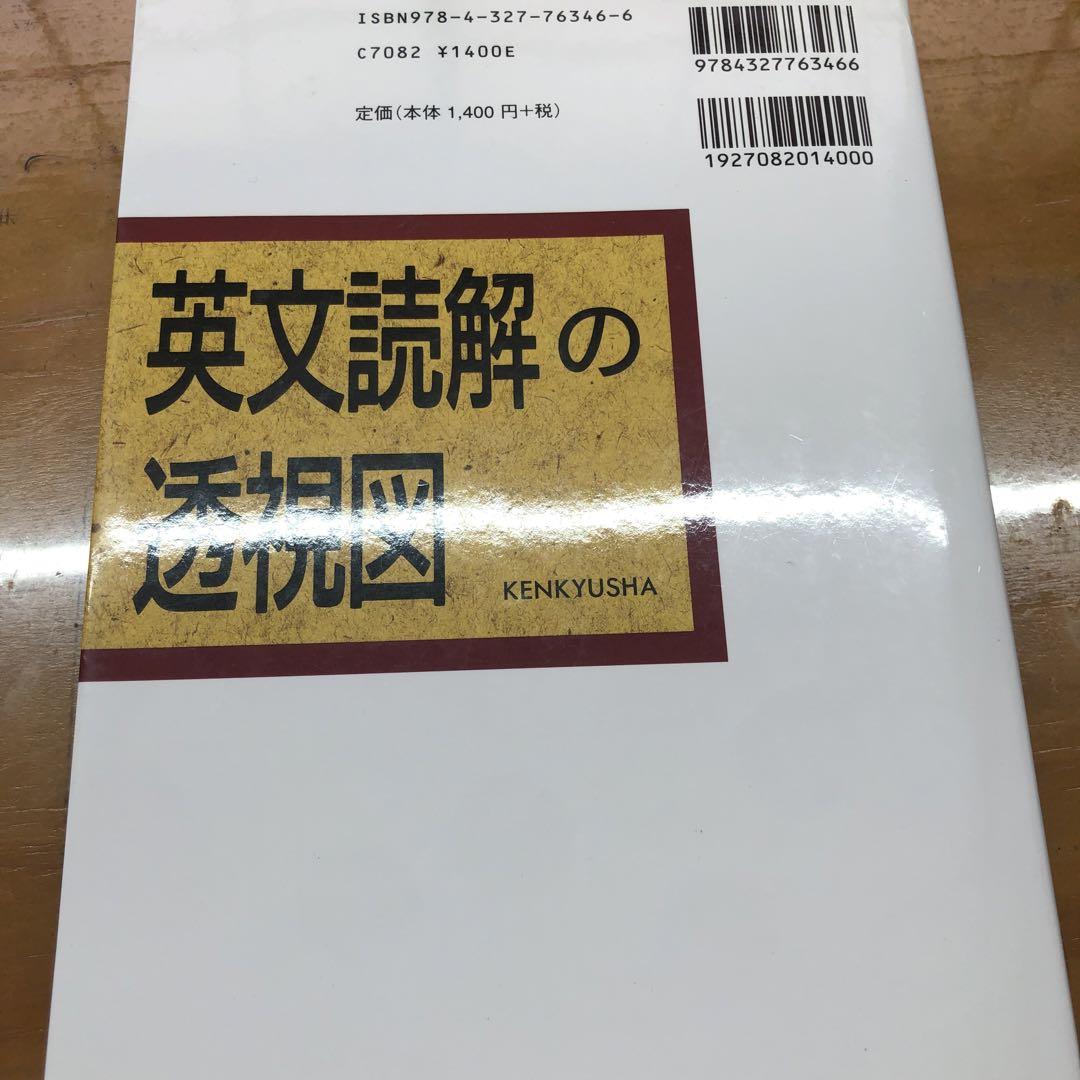 ISBN978-4-327-76346-6
C7082 ¥1400E
定価(本体 1,400 円+税)
9784327763466
1927082014000
英文読解の
透視図
KENKYUSHA